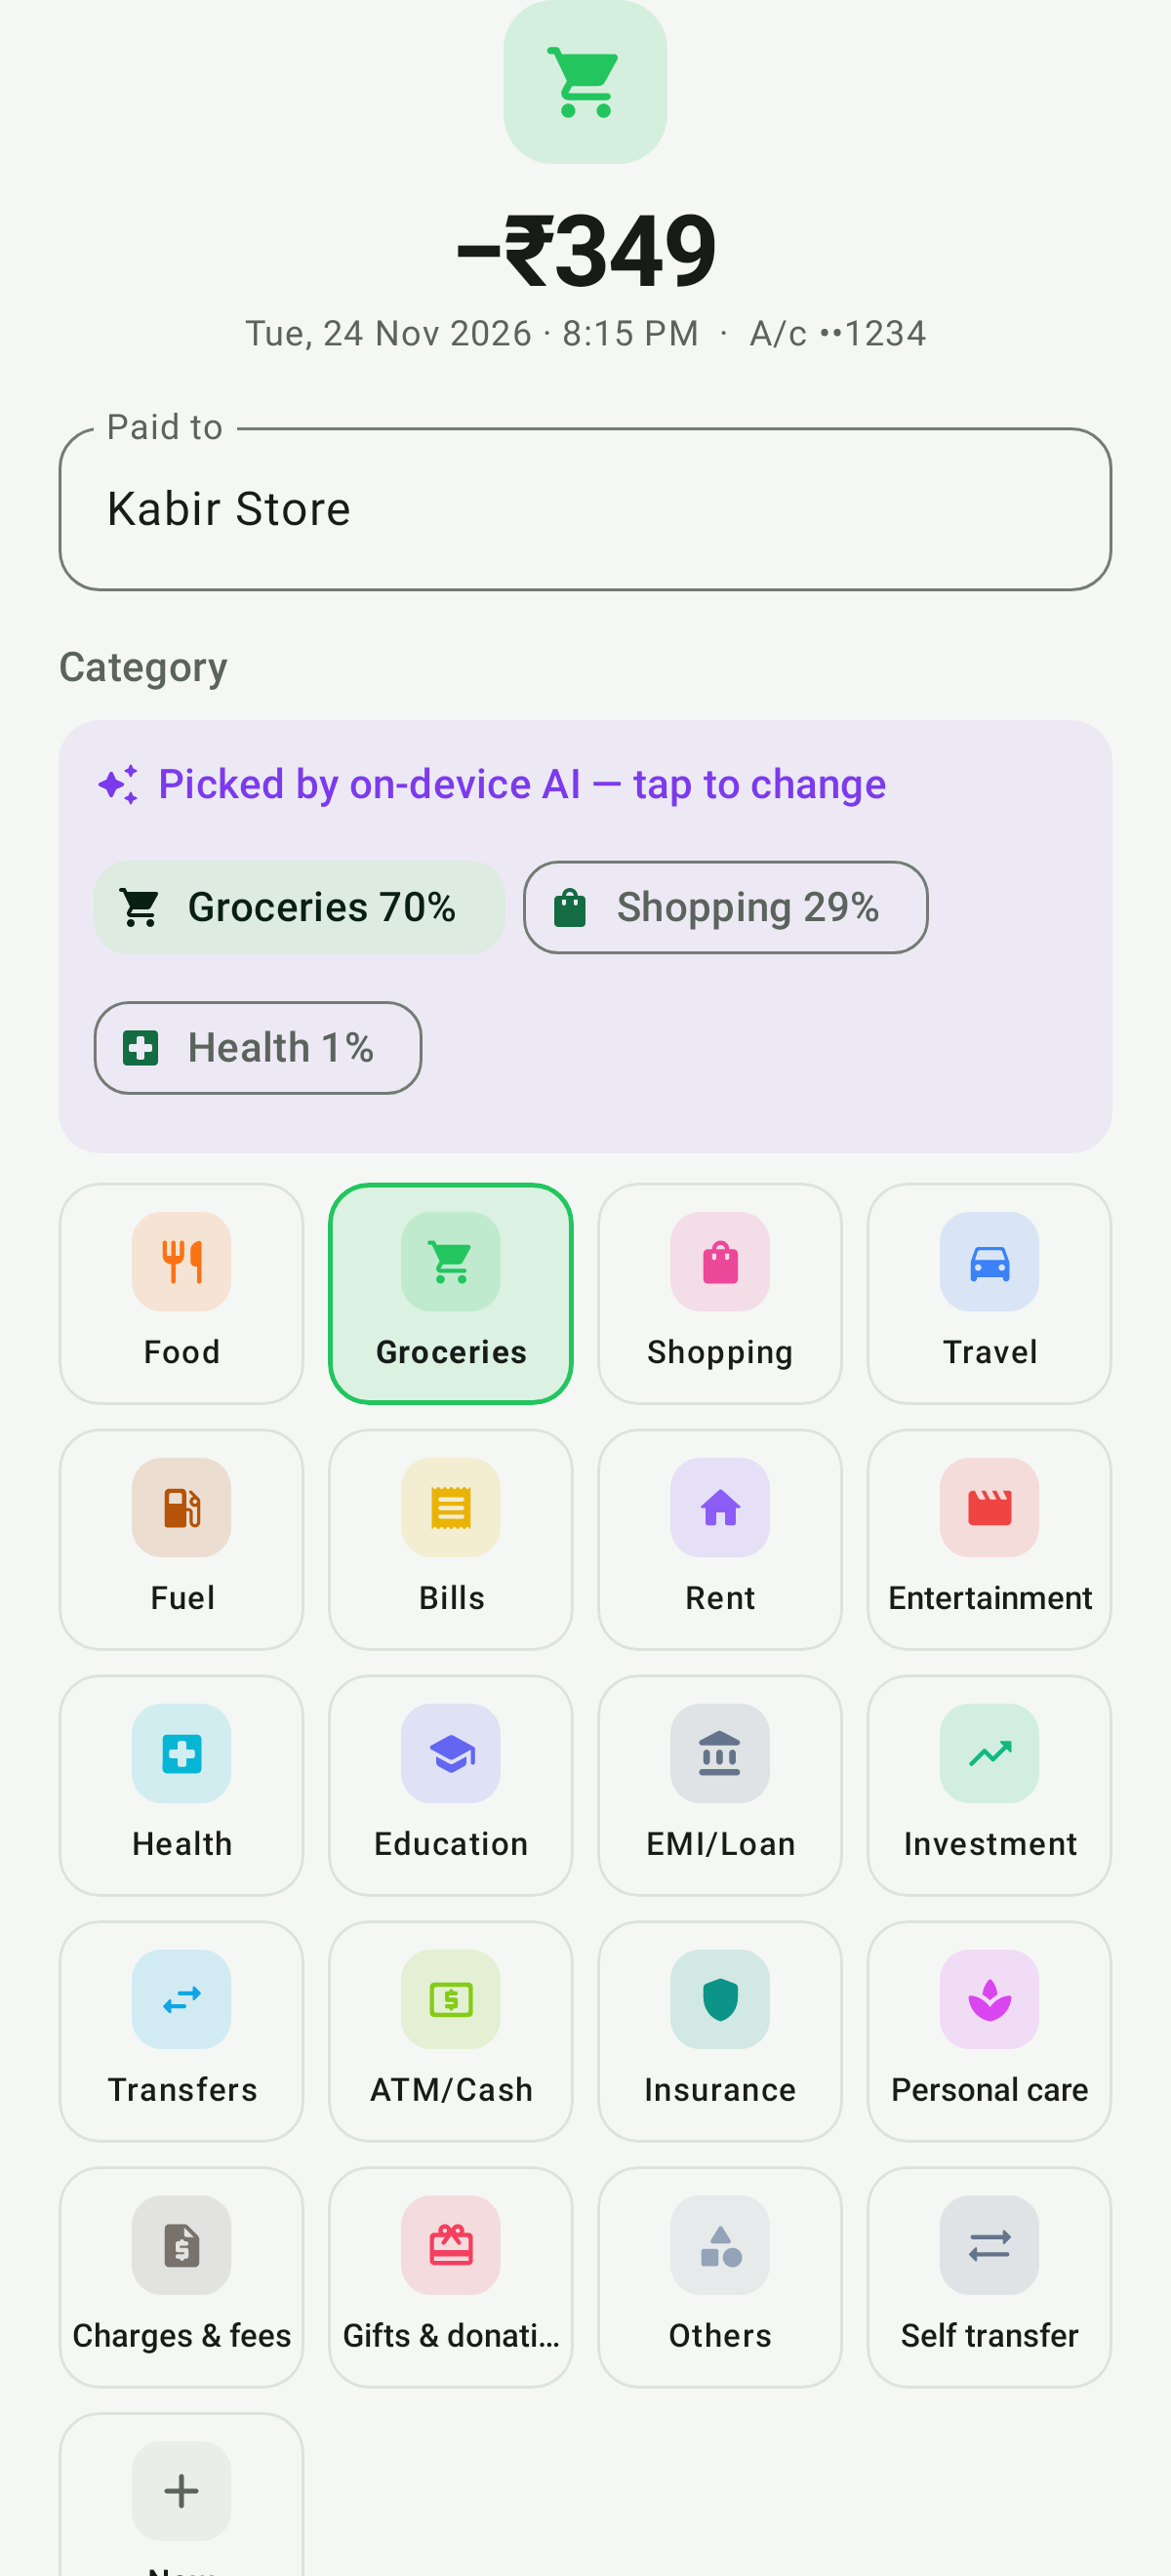 −₹349
Tue, 24 Nov 2026 · 8:15 PM · A/c ••1234
Paid to
Kabir Store
Category
Picked by on-device AI — tap to change
Groceries 70%
Shopping 29%
Health 1%
Food
Groceries
Shopping
Travel
Fuel
Bills
Rent
Entertainment
Health
Education
EMI/Loan
Investment
Transfers
ATM/Cash
Insurance
Personal care
Charges & fees
Gifts & donati...
Others
Self transfer